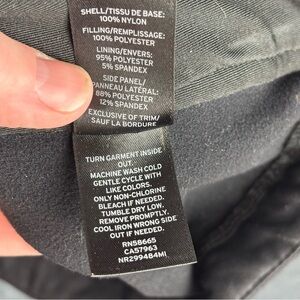 SHELL/TISSU DE BASE:
100% NYLON
FILLING/REMPLISSAGE:
100% POLYESTER
LINING/ENVERS:
95% POLYESTER
5% SPANDEX
SIDE PANEL/
PANNEAU LATÉRAL:
88% POLYESTER
12% SPANDEX
EXCLUSIVE OF TRIM/
SAUF LA BORDURE
TURN GARMENT INSIDE
OUT.
MACHINE WASH COLD
GENTLE CYCLE WITH
LIKE COLORS.
ONLY NON-CHLORINE
BLEACH IF NEEDED.
TUMBLE DRY LOW.
REMOVE PROMPTLY.
COOL IRON WRONG SIDE
OUT IF NEEDED.
RN58665
CA57963
NR299484MI